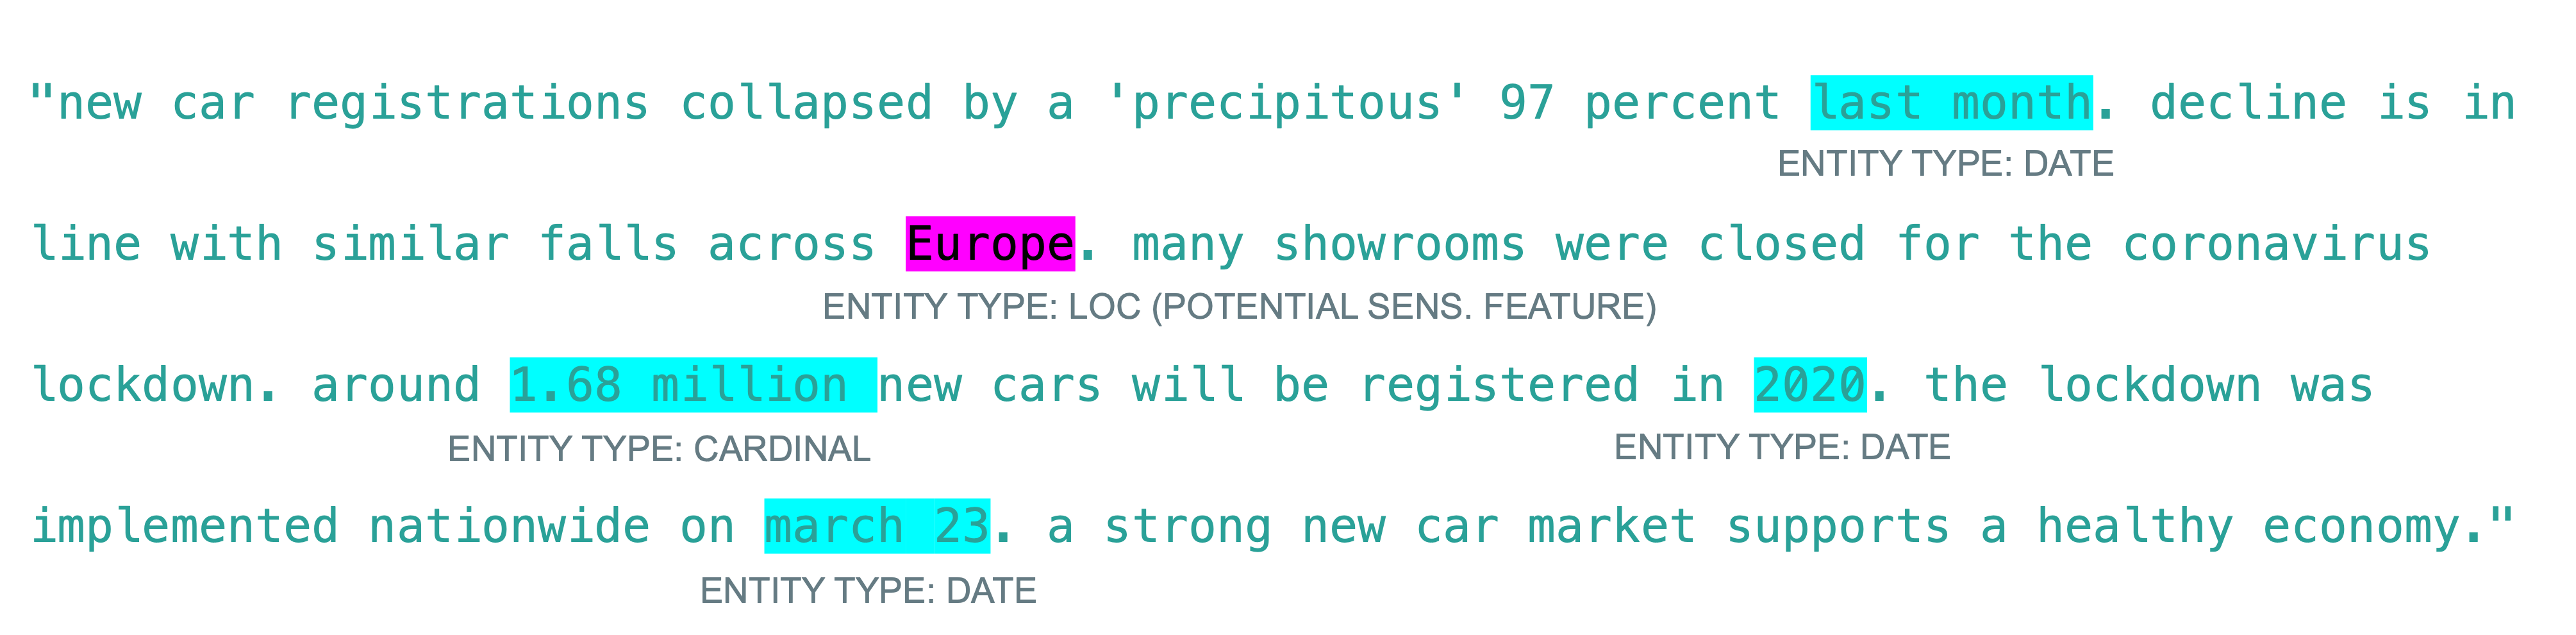 "new car registrations collapsed by a 'precipitous' 97 percent last month. decline is in
ENTITY TYPE: DATE
line with similar falls across Europe. many showrooms were closed for the coronavirus
ENTITY TYPE: LOC (POTENTIAL SENS. FEATURE)
lockdown. around 1.68 million new cars will be registered in 2020. the lockdown was
ENTITY TYPE: CARDINAL ENTITY TYPE: DATE
implemented nationwide on march 23. a strong new car market supports a healthy economy."
ENTITY TYPE: DATE